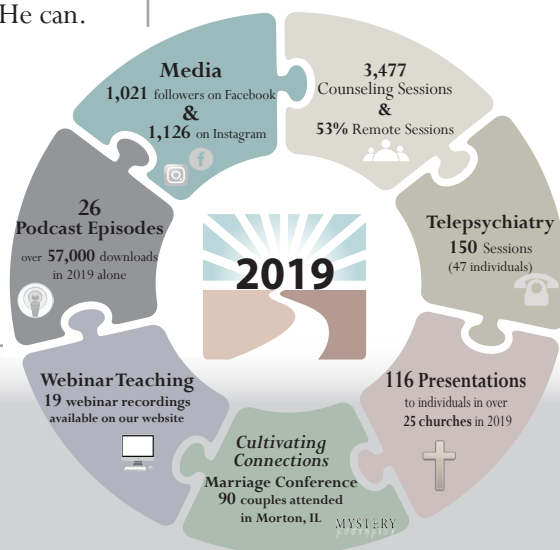 He can.
Media
1,021 followers on Facebook
&
1,126 on Instagram
3,477
Counseling Sessions
&
53% Remote Sessions
26
Podcast Episodes
over 57,000 downloads
in 2019 alone
2019
Telepsychiatry
150 Sessions
(47 individuals)
Webinar Teaching
19 webinar recordings
available on our website
116 Presentations
to individuals in over
25 churches in 2019
Cultivating
Connections
Marriage Conference
90 couples attended
in Morton, IL
MYSTERY